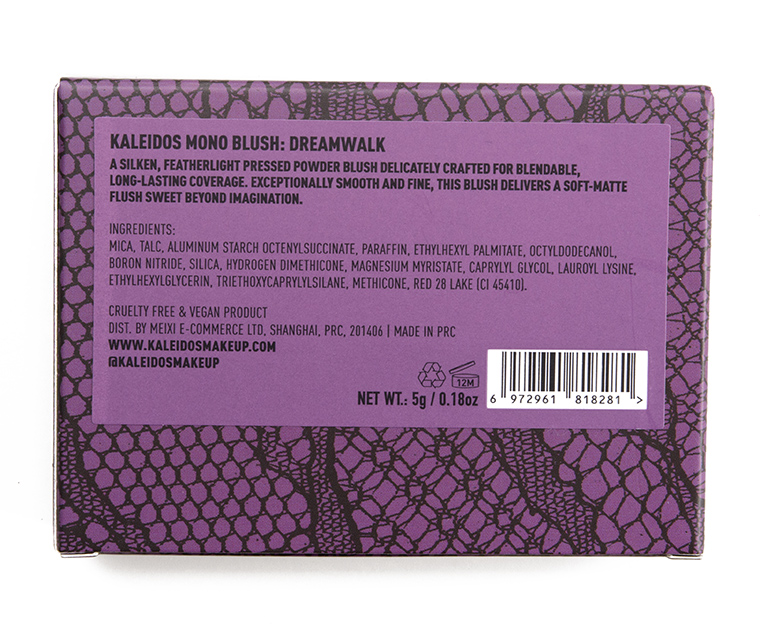 KALEIDOS MONO BLUSH: DREAMWALK
A SILKEN, FEATHERLIGHT PRESSED POWDER BLUSH DELICATELY CRAFTED FOR BLENDABLE,
LONG-LASTING COVERAGE. EXCEPTIONALLY SMOOTH AND FINE, THIS BLUSH DELIVERS A SOFT-MATTE
FLUSH SWEET BEYOND IMAGINATION.
INGREDIENTS:
MICA, TALC, ALUMINUM STARCH OCTENYLSUCCINATE, PARAFFIN, ETHYLHEXYL PALMITATE, OCTYLDODECANOL,
BORON NITRIDE, SILICA, HYDROGEN DIMETHICONE, MAGNESIUM MYRISTATE, CAPRYLYL GLYCOL, LAUROYL LYSINE,
ETHYLHEXYLGLYCERIN, TRIETHOXYCAPRYLYLSILANE, METHICONE, RED 28 LAKE (CI 45410).
CRUELTY FREE & VEGAN PRODUCT
DIST. BY MEIXI E-COMMERCE LTD, SHANGHAI, PRC, 201406 | MADE IN PRC
WWW.KALEIDOSMAKEUP.COM
@KALEIDOSMAKEUP
12M
NET WT.: 5g / 0.18oz
6 972961 818281 >